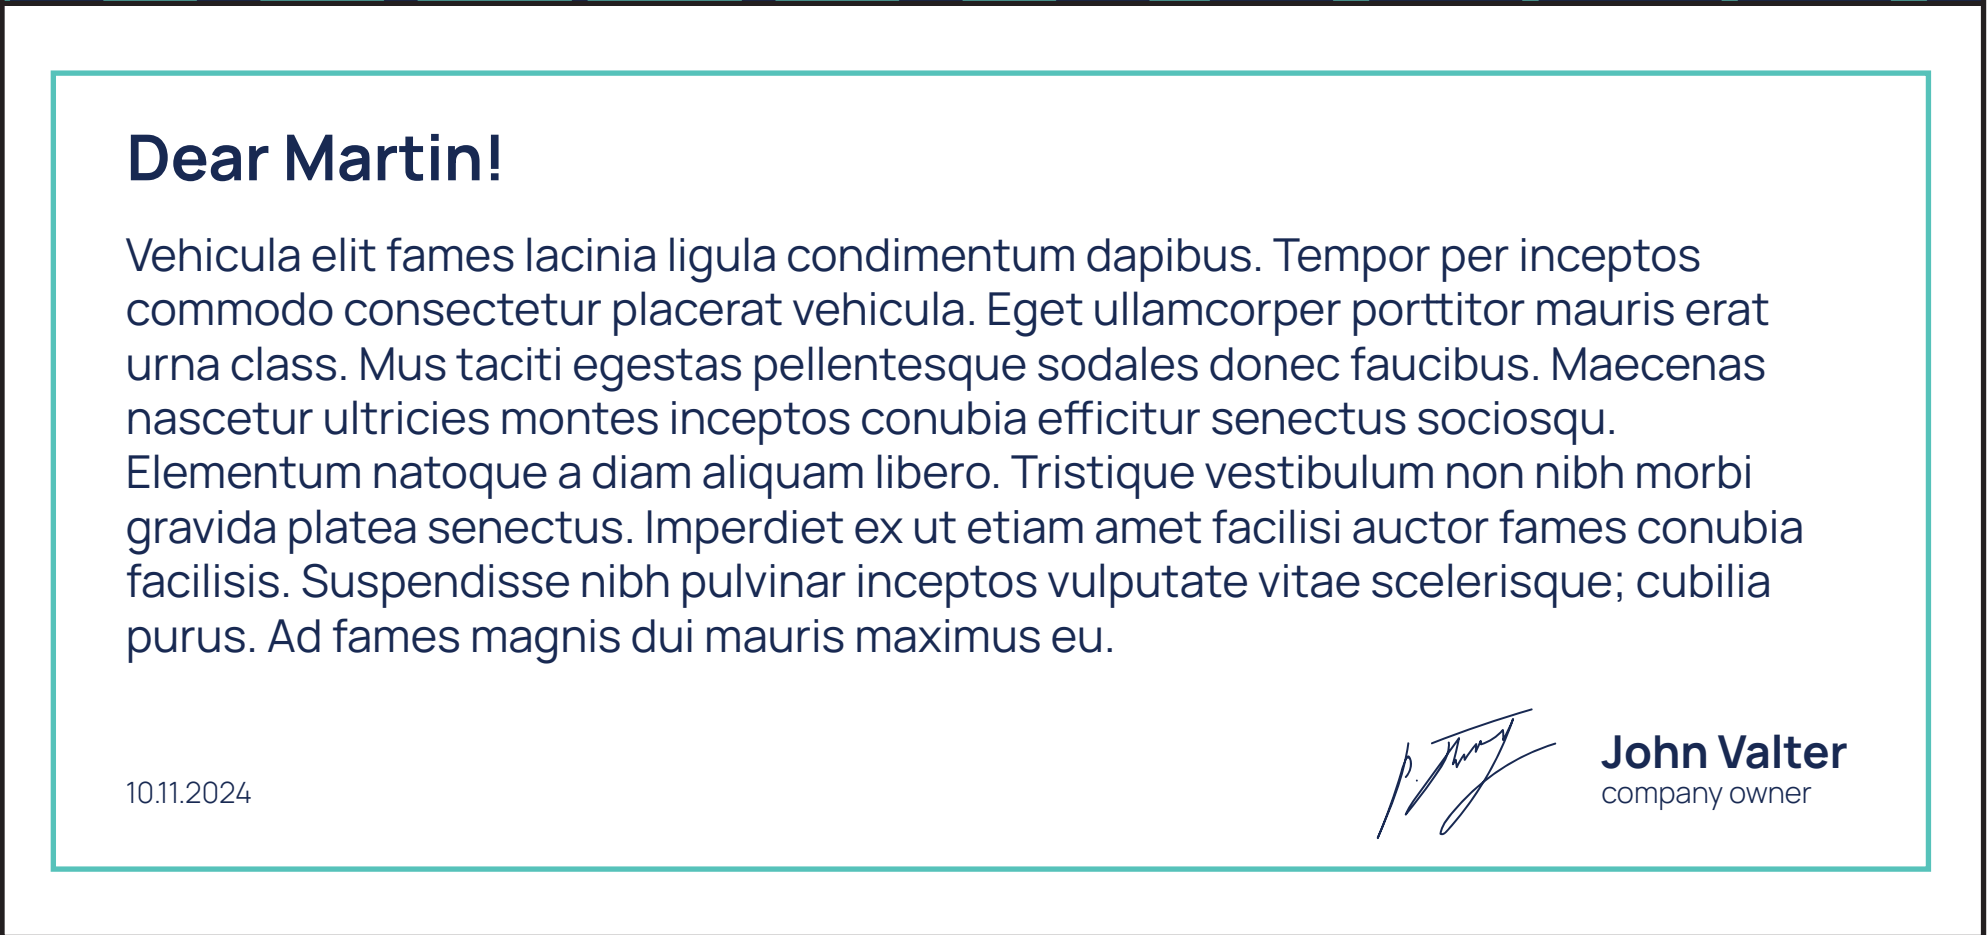 Dear Martin!
Vehicula elit fames lacinia ligula condimentum dapibus. Tempor per inceptos
commodo consectetur placerat vehicula. Eget ullamcorper porttitor mauris erat
urna class. Mus taciti egestas pellentesque sodales donec faucibus. Maecenas
nascetur ultricies montes inceptos conubia efficitur senectus sociosqu.
Elementum natoque a diam aliquam libero. Tristique vestibulum non nibh morbi
gravida platea senectus. Imperdiet ex ut etiam amet facilisi auctor fames conubia
facilisis. Suspendisse nibh pulvinar inceptos vulputate vitae scelerisque; cubilia
purus. Ad fames magnis dui mauris maximus eu.
10.11.2024
John Valter
company owner